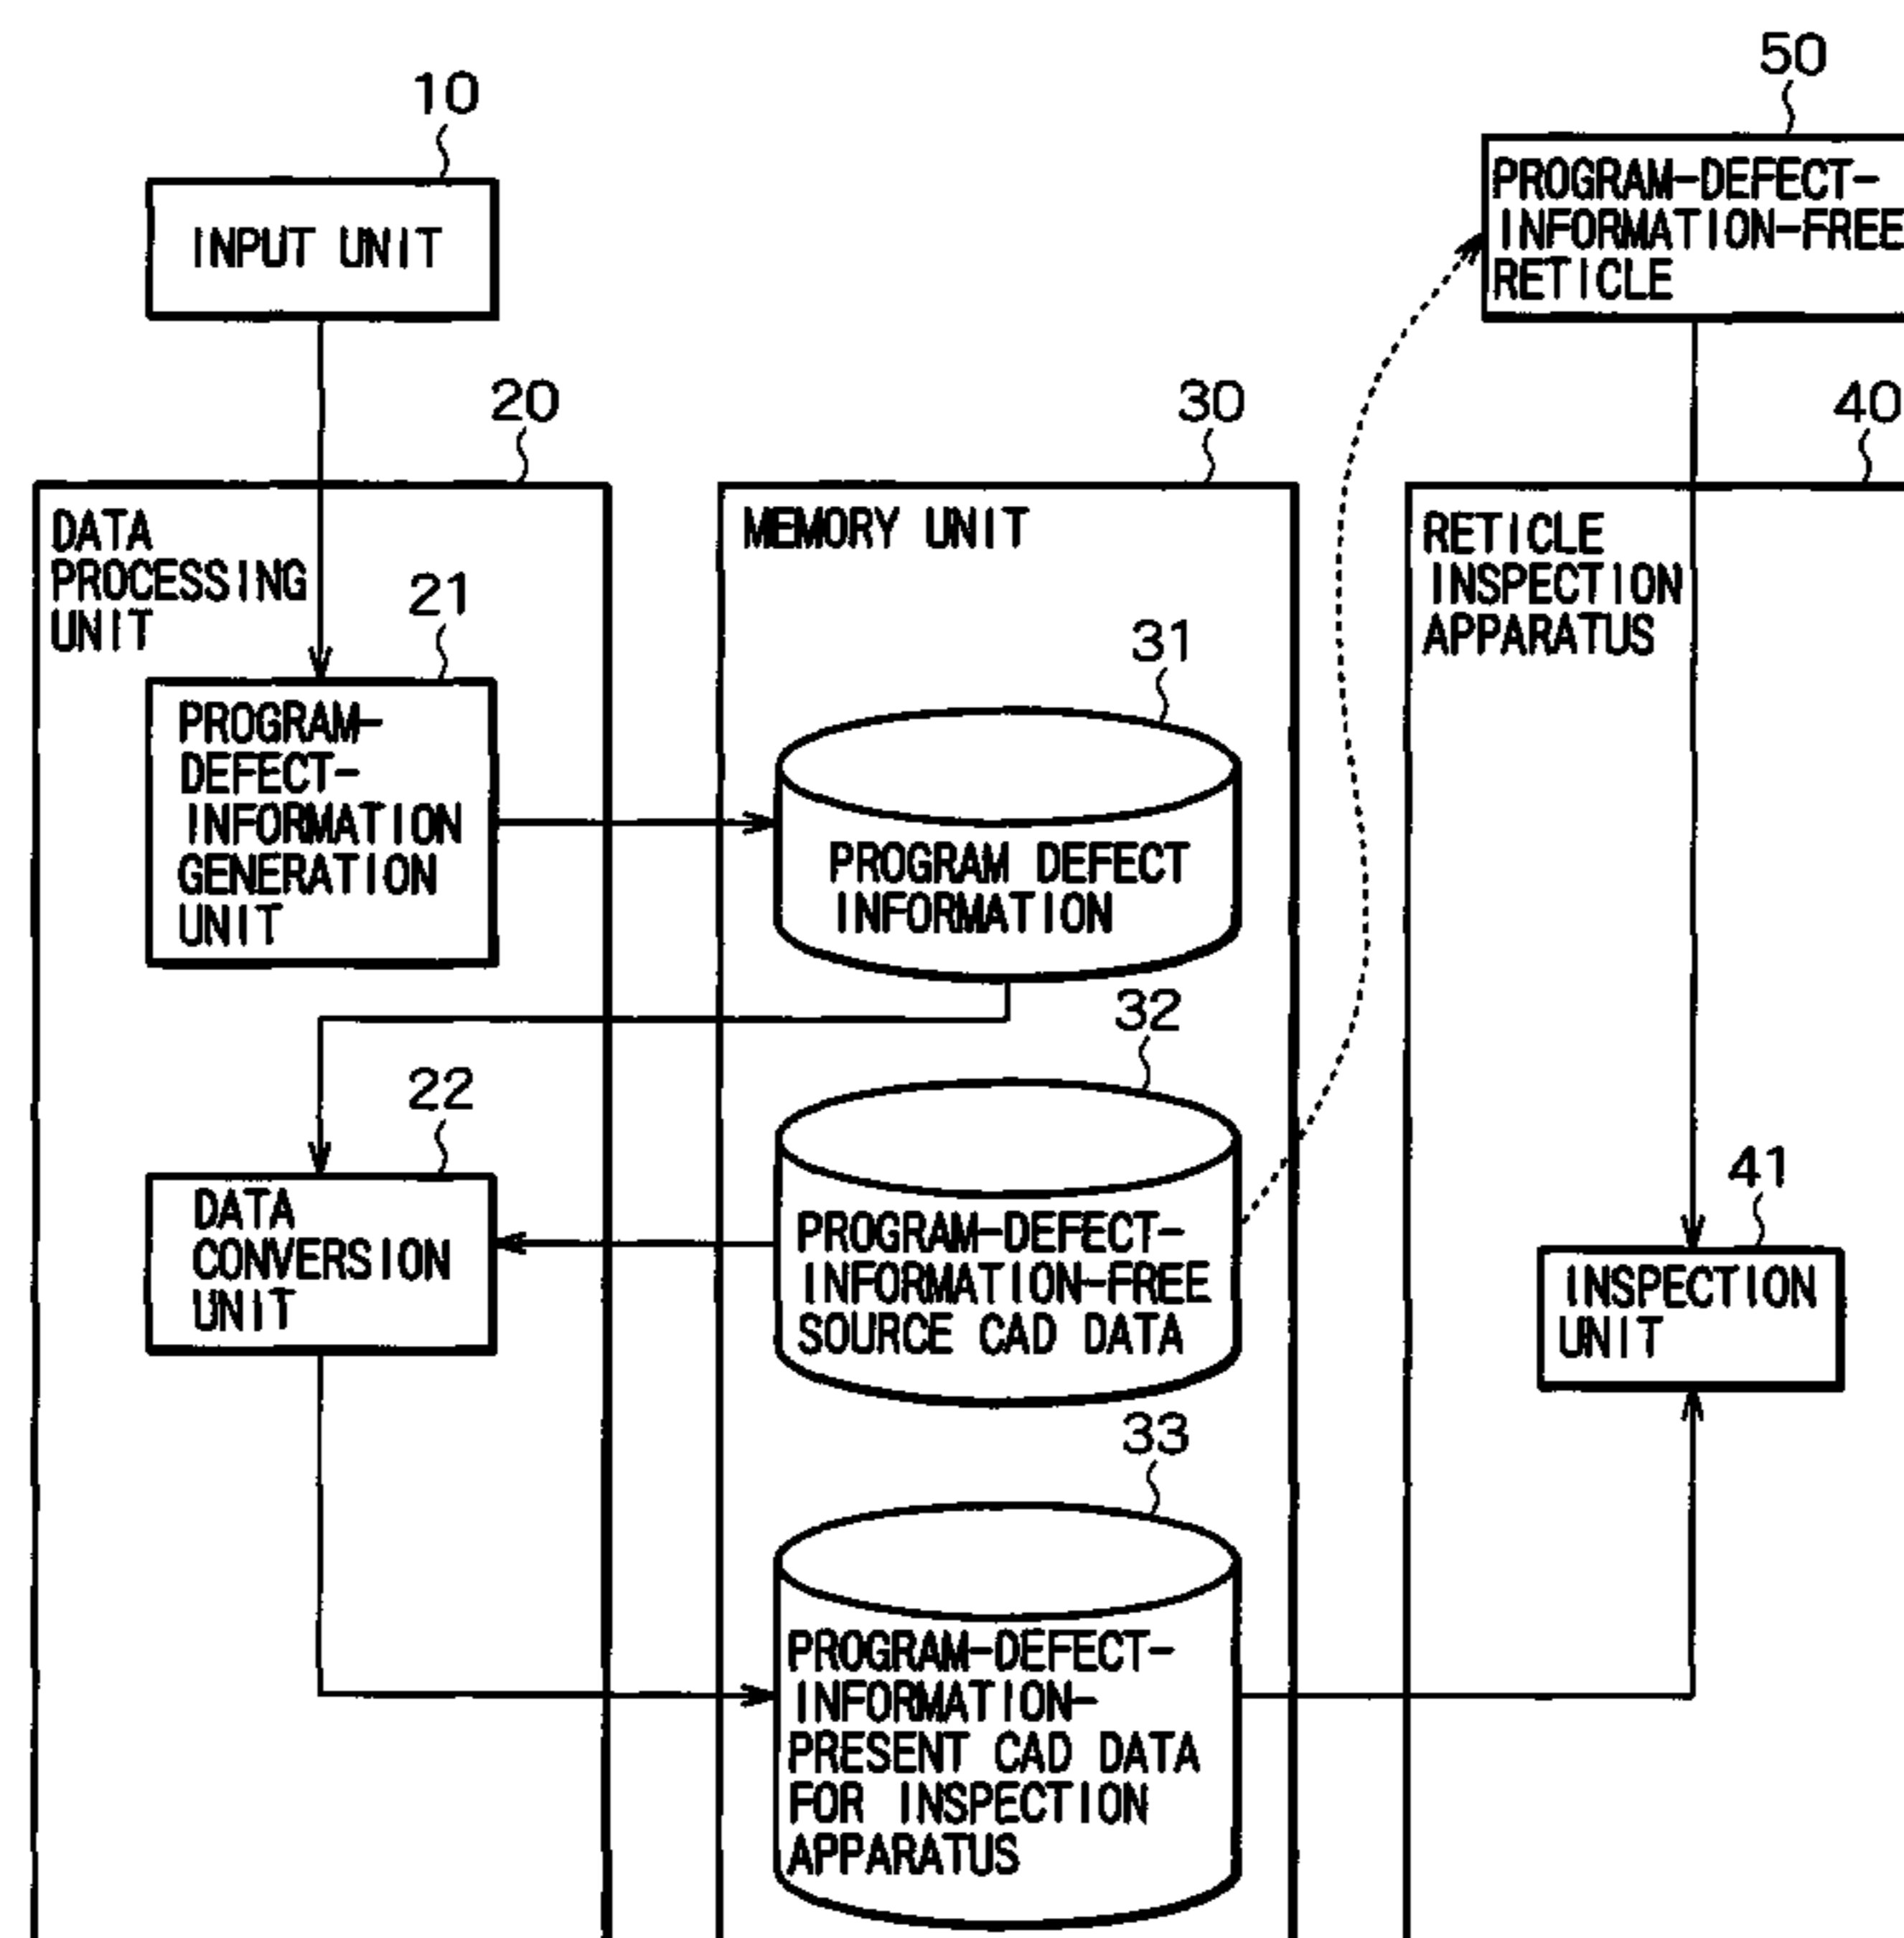 10
INPUT UNIT
50
PROGRAM-DEFECT-
INFORMATION-FREE
RETICLE
20
DATA
PROCESSING
UNIT
21
PROGRAM-
DEFECT-
INFORMATION
GENERATION
UNIT
22
DATA
CONVERSION
UNIT
30
MEMORY UNIT
31
PROGRAM DEFECT
INFORMATION
32
PROGRAM-DEFECT-
INFORMATION-FREE
SOURCE CAD DATA
33
PROGRAM-DEFECT-
INFORMATION-
PRESENT CAD DATA
FOR INSPECTION
APPARATUS
40
RETICLE
INSPECTION
APPARATUS
41
INSPECTION
UNIT